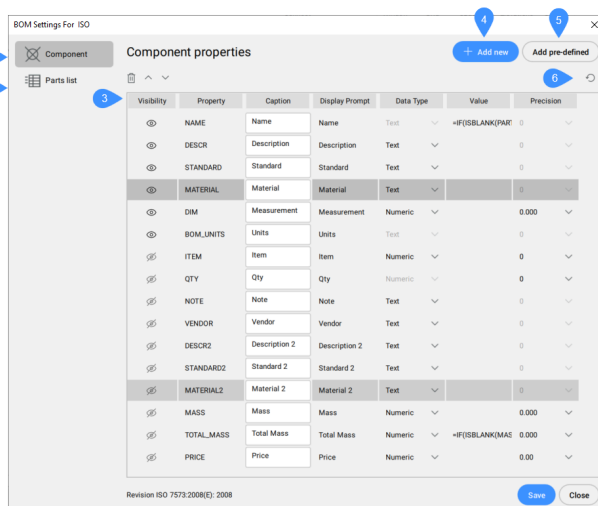 BOM Settings For ISO
4
5
Component
Component properties
+ Add new
Add pre-defined
Parts list
6
3
Visibility Property Caption Display Prompt Data Type Value Precision
NAME Name Name Text =IF(ISBLANK(PART 0
DESCR Description Description Text 0
STANDARD Standard Standard Text 0
MATERIAL Material Material Text 0
DIM Measurement Measurement Numeric 0.000
BOM_UNITS Units Units Text 0
ITEM Item Item Numeric 0
QTY Qty Qty Numeric 0
NOTE Note Note Text 0
VENDOR Vendor Vendor Text 0
DESCR2 Description 2 Description 2 Text 0
STANDARD2 Standard 2 Standard 2 Text 0
MATERIAL2 Material 2 Material 2 Text 0
MASS Mass Mass Numeric 0.000
TOTAL_MASS Total Mass Total Mass Numeric =IF(ISBLANK(MAS 0.000
PRICE Price Price Numeric 0.00
Revision ISO 7573:2008(E): 2008
Save
Close